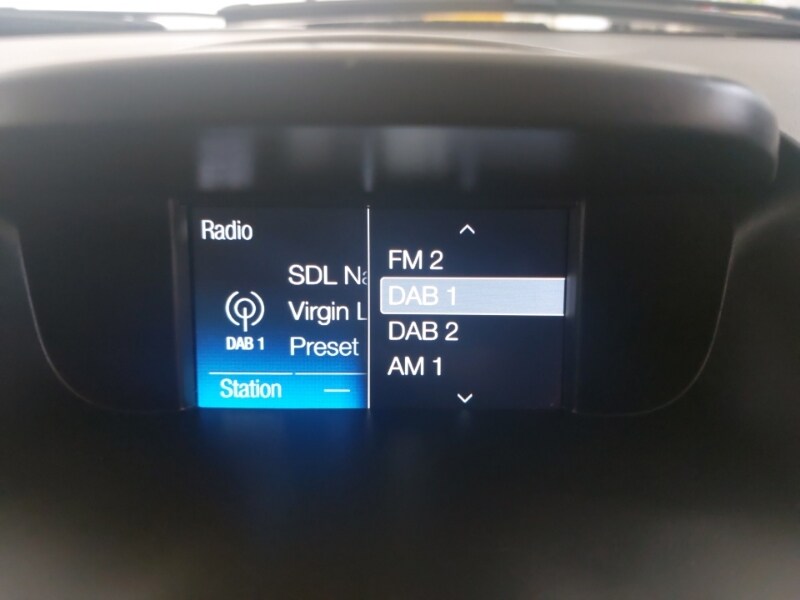 Radio
SDL Na
Virgin L
DAB 1
Preset
Station
FM 2
DAB 1
DAB 2
AM 1